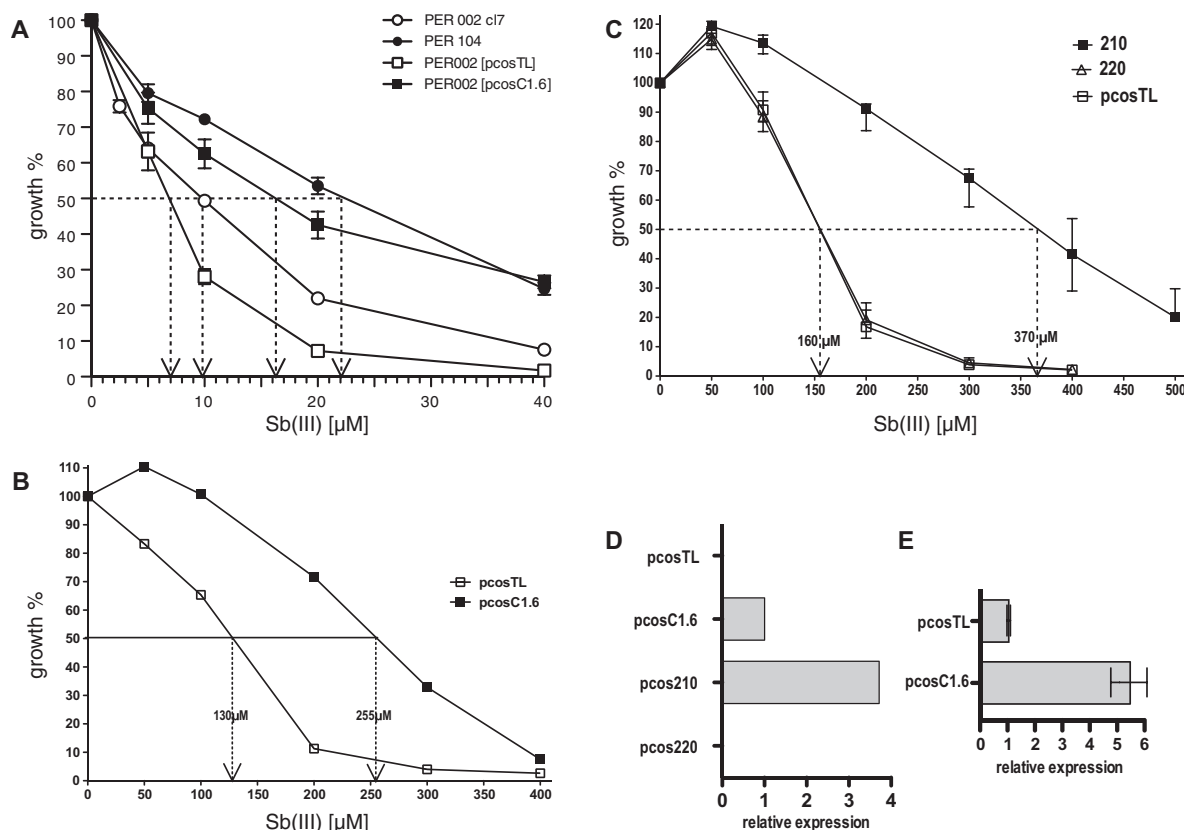 A
growth %
100
90
80
70
60
50
40
30
20
10
0
0
10
20
30
40
Sb(III) [µM]
PER 002 cl7
PER 104
PER002 [pcosTL]
PER002 [pcosC1.6]
C
growth %
120
110
100
90
80
70
60
50
40
30
20
10
0
160 µM
370 µM
0
50
100
150
200
250
300
350
400
450
500
Sb(III) [µM]
210
220
pcosTL
B
growth %
110
100
90
80
70
60
50
40
30
20
10
0
130µM
255µM
0
50
100
150
200
250
300
350
400
Sb(III) [µM]
pcosTL
pcosC1.6
D
pcosTL
pcosC1.6
pcos210
pcos220
0
1
2
3
4
relative expression
E
pcosTL
pcosC1.6
0
1
2
3
4
5
6
relative expression